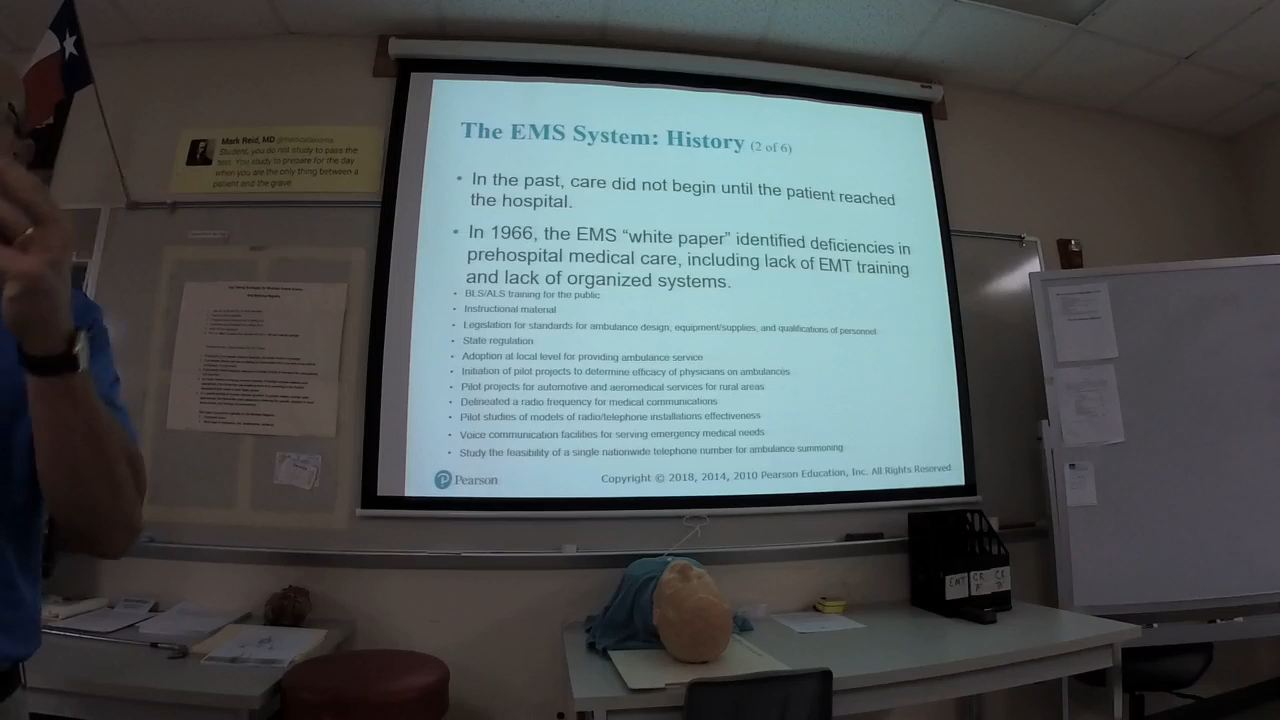 Mark Reid, MD @medicalaxioms
Student, you do not study to pass the
test. You study to prepare for the day
when you are the only thing between a
patient and the grave
The EMS System: History (2 of 6)
• In the past, care did not begin until the patient reached
the hospital.
• In 1966, the EMS “white paper” identified deficiencies in
prehospital medical care, including lack of EMT training
and lack of organized systems.
• BLS/ALS training for the public
• Instructional material
• Legislation for standards for ambulance design, equipment/supplies, and qualifications of personnel
• State regulation
• Adoption at local level for providing ambulance service
• Initiation of pilot projects to determine efficacy of physicians on ambulances
• Pilot projects for automotive and aeromedical services for rural areas
• Delineated a radio frequency for medical communications
• Pilot studies of models of radio/telephone installations effectiveness
• Voice communication facilities for serving emergency medical needs
• Study the feasibility of a single nationwide telephone number for ambulance summoning
Pearson
Copyright © 2018, 2014, 2010 Pearson Education, Inc. All Rights Reserved
EMT
CR
CR